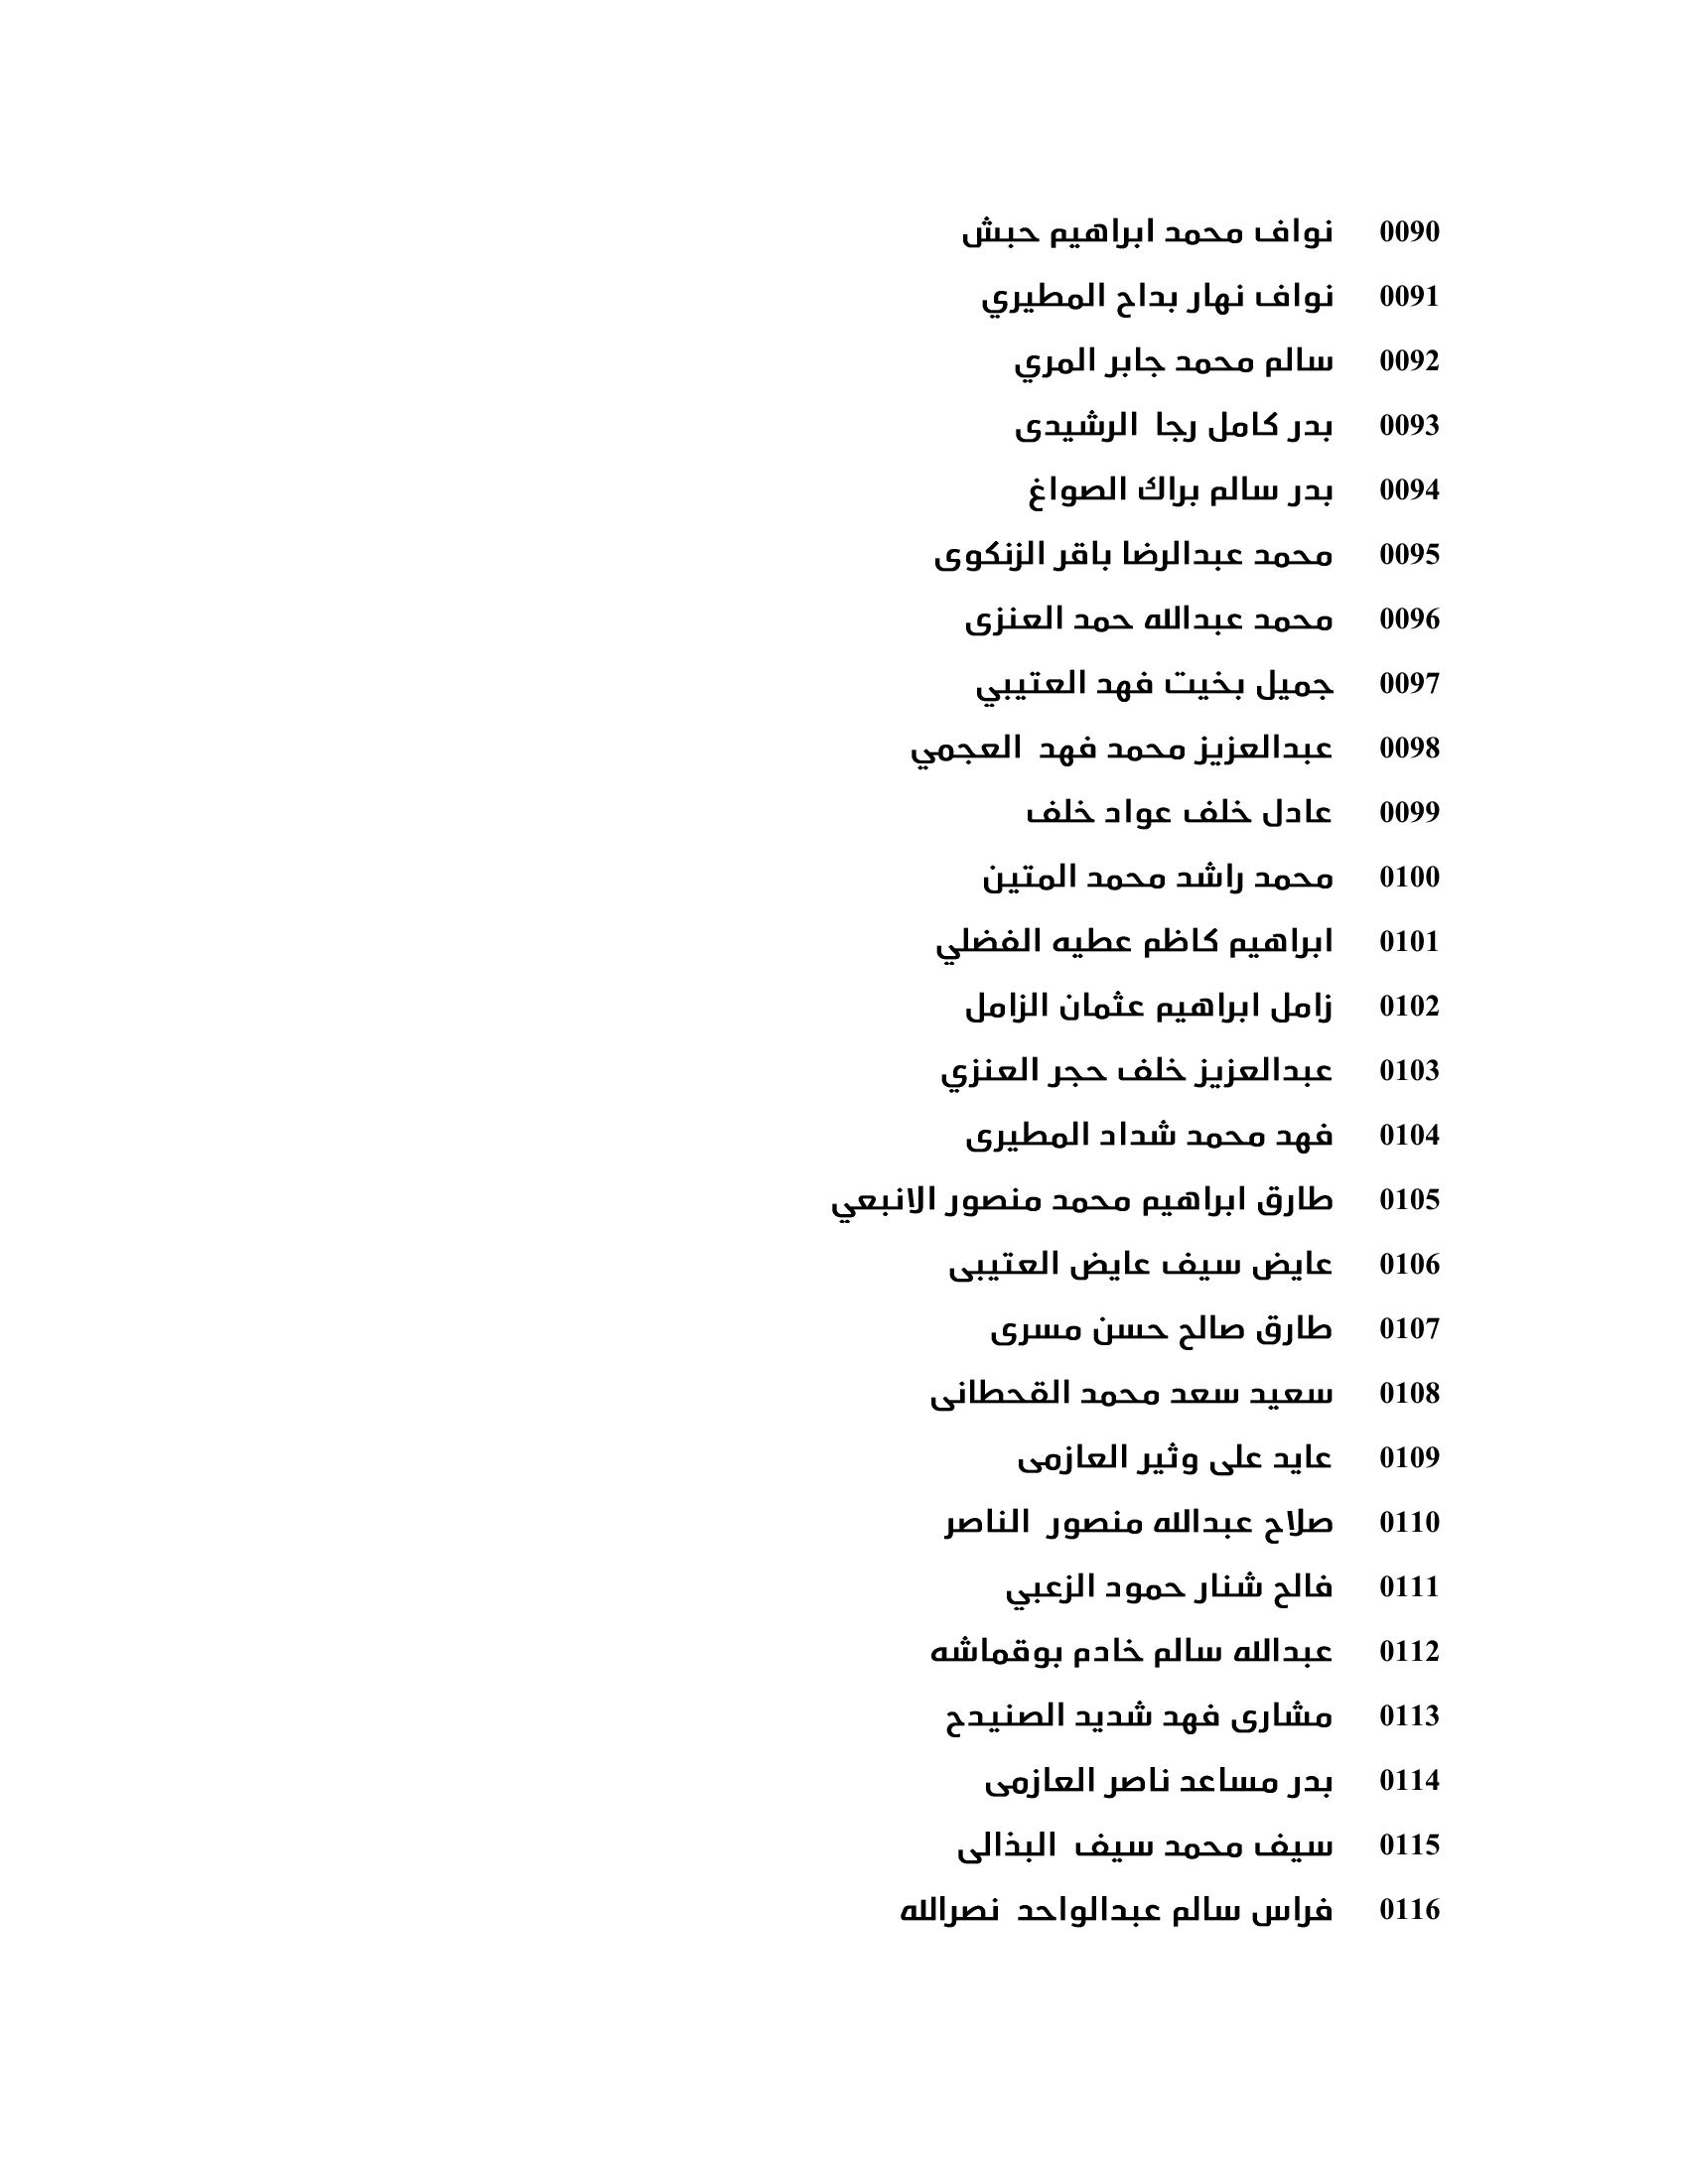 0090 نواف محمد ابراهيم حبش
0091 نواف نهار بداح المطيري
0092 سالم محمد جابر المري
0093 بدر كامل رجا الرشيدى
0094 بدر سالم براك الصواغ
0095 محمد عبدالرضا باقر الزنكوى
0096 محمد عبدالله حمد العنزى
0097 جميل بخيت فهد العتيبي
0098 عبدالعزيز محمد فهد العجمي
0099 عادل خلف عواد خلف
0100 محمد راشد محمد المتين
0101 ابراهيم كاظم عطيه الفضلي
0102 زامل ابراهيم عثمان الزامل
0103 عبدالعزيز خلف حجر العنزي
0104 فهد محمد شداد المطيرى
0105 طارق ابراهيم محمد منصور الانبعي
0106 عايض سيف عايض العتيبى
0107 طارق صالح حسن مسرى
0108 سعيد سعد محمد القحطانى
0109 عايد على وثير العازمى
0110 صلاح عبدالله منصور الناصر
0111 فالح شنار حمود الزعبي
0112 عبدالله سالم خادم بوقماشه
0113 مشارى فهد شديد الصنيدح
0114 بدر مساعد ناصر العازمى
0115 سيف محمد سيف البذالى
0116 فراس سالم عبدالواحد نصرالله